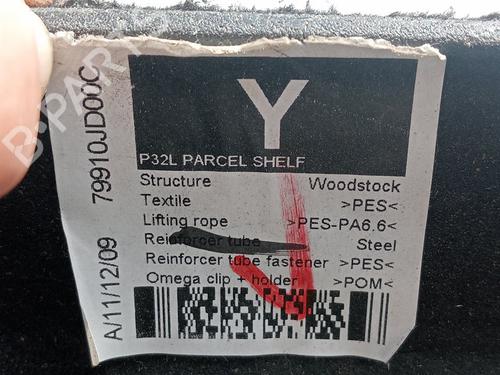 Y
P32L PARCEL SHELF
Structure Woodstock
Textile >PES<
Lifting rope >PES-PA6.6<
Reinforcer tube Steel
Reinforcer tube fastener >PES<
Omega clip + holder >POM<
79910JD00C
A/11/12/09
B-PARTS